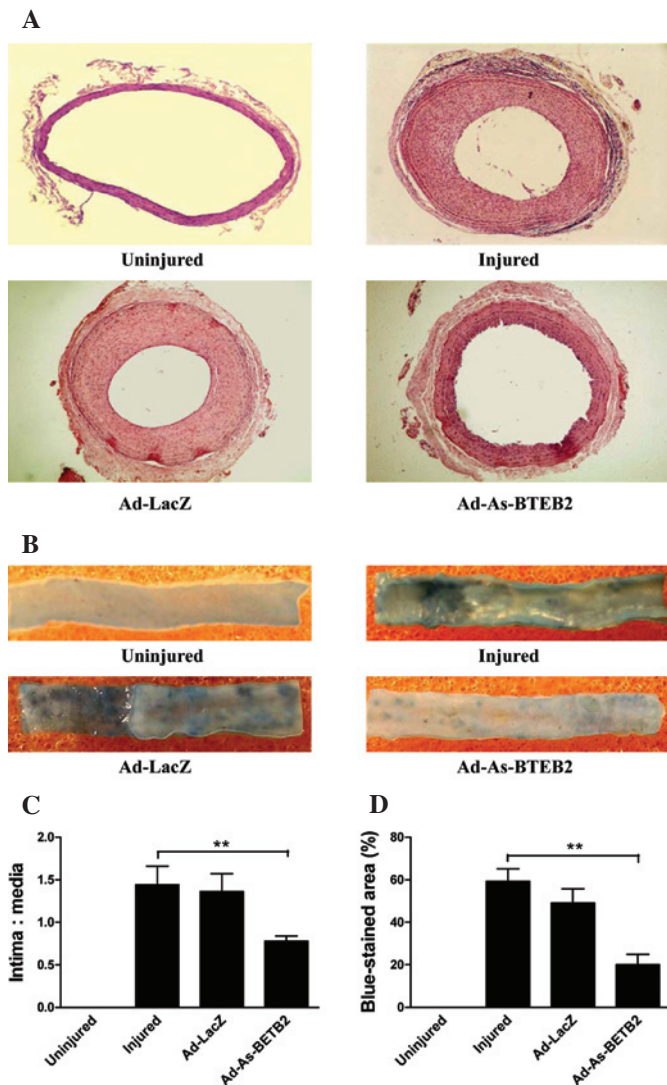 A
Uninjured
Injured
Ad-LacZ
Ad-As-BTEB2
B
Uninjured
Injured
Ad-LacZ
Ad-As-BTEB2
C
Intima : media
2.0
1.5
1.0
0.5
0.0
**
Uninjured
Injured
Ad-LacZ
Ad-As-BETB2
D
Blue-stained area (%)
80
60
40
20
0
**
Uninjured
Injured
Ad-LacZ
Ad-As-BETB2